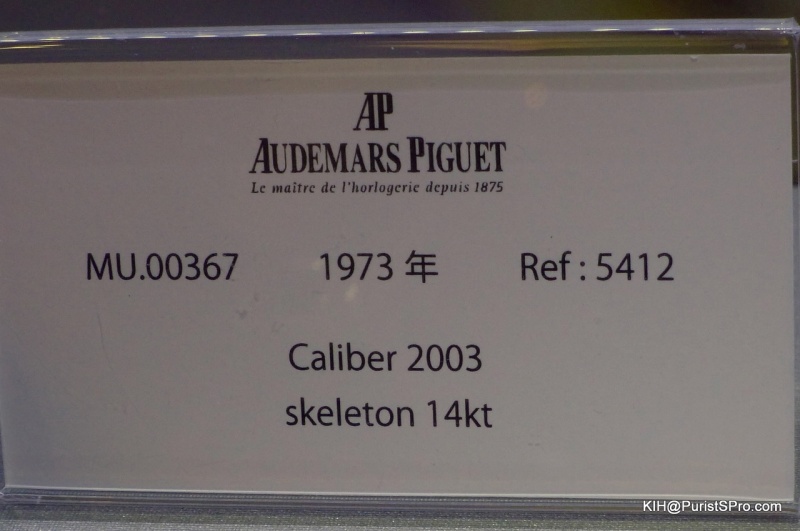 AP
AUDEMARS PIGUET
Le maître de l'horlogerie depuis 1875
MU.00367 1973 年 Ref : 5412
Caliber 2003
skeleton 14kt
KIH@PuristSPro.com